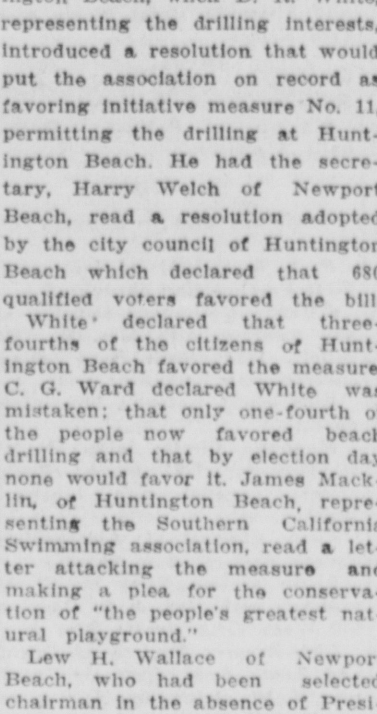 ington Beach, when D. R. White,
representing the drilling interests,
introduced a resolution that would
put the association on record as
favoring initiative measure No. 11,
permitting the drilling at Hunt-
ington Beach. He had the secre-
tary, Harry Welch of Newport
Beach, read a resolution adopted
by the city council of Huntington
Beach which declared that 680
qualified voters favored the bill
White declared that three-
fourths of the citizens of Hunt-
ington Beach favored the measure
C. G. Ward declared White was
mistaken; that only one-fourth of
the people now favored beach
drilling and that by election day
none would favor it. James Mack-
lin, of Huntington Beach, repre-
senting the Southern California
Swimming association, read a let-
ter attacking the measure and
making a plea for the conserva-
tion of "the people's greatest nat-
ural playground."
Lew H. Wallace of Newport
Beach, who had been selected
chairman in the absence of Presi-